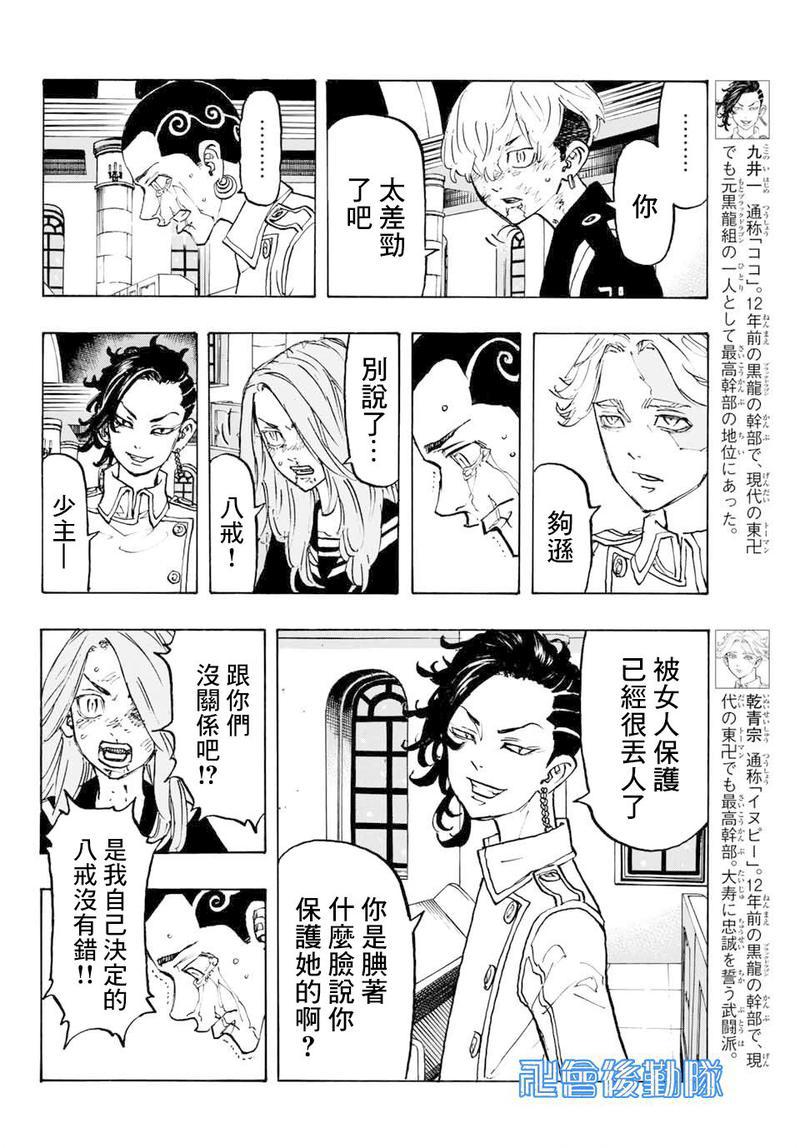 你
太差勁
了吧
………
………
夠遜
別說了…
八戒！
少主—
被女人保護
已經很丟人了
你是腆著
什麼臉說你
保護她的啊？
跟你們
沒關係吧!?
是我自己決定的
八戒沒有錯!!
九井一　通称「ココ」。12年前の黒龍の幹部で、現代の東卍
でも元黒龍組の一人として最高幹部の地位にあった。
乾青宗　通称「イヌピー」。12年前の黒龍の幹部で、現
代の東卍でも最高幹部。大寿に忠誠を誓う武闘派。
卍會後勤隊